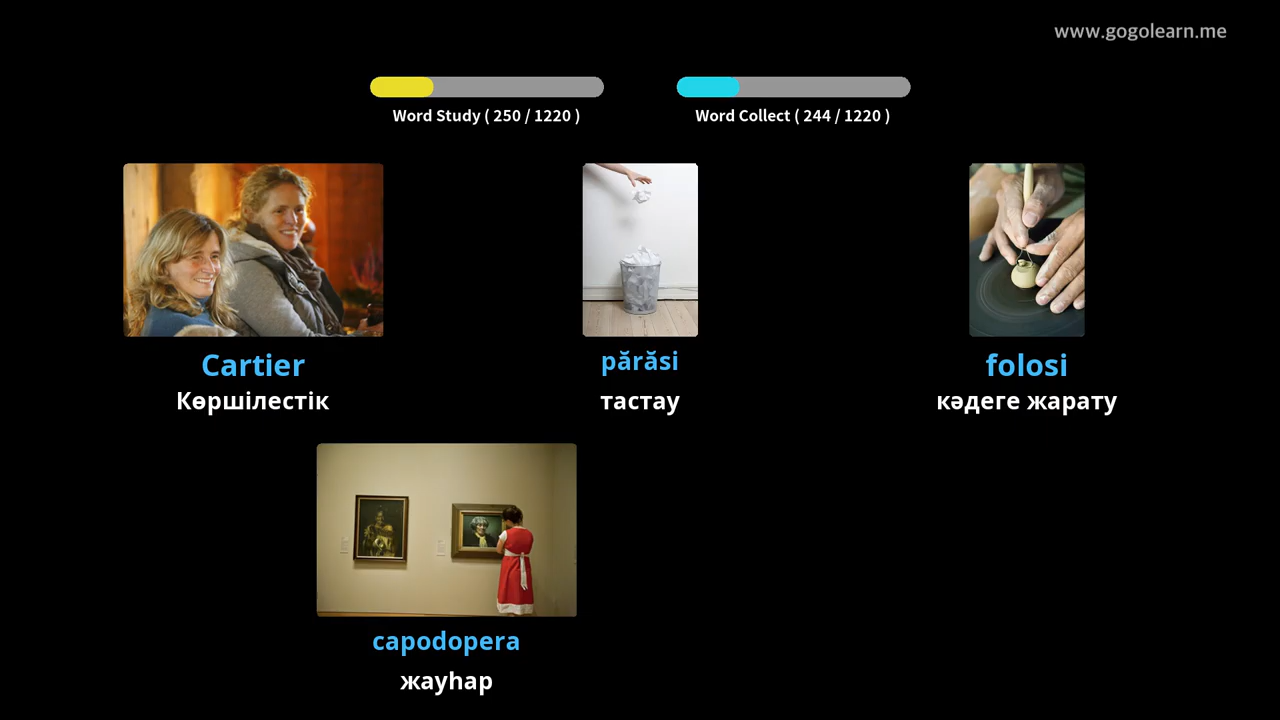 www.gogolearn.me
Word Study ( 250 / 1220 )
Word Collect ( 244 / 1220 )
Cartier
Көршілестік
părăsi
тастау
folosi
кәдеге жарату
capodopera
жауһар